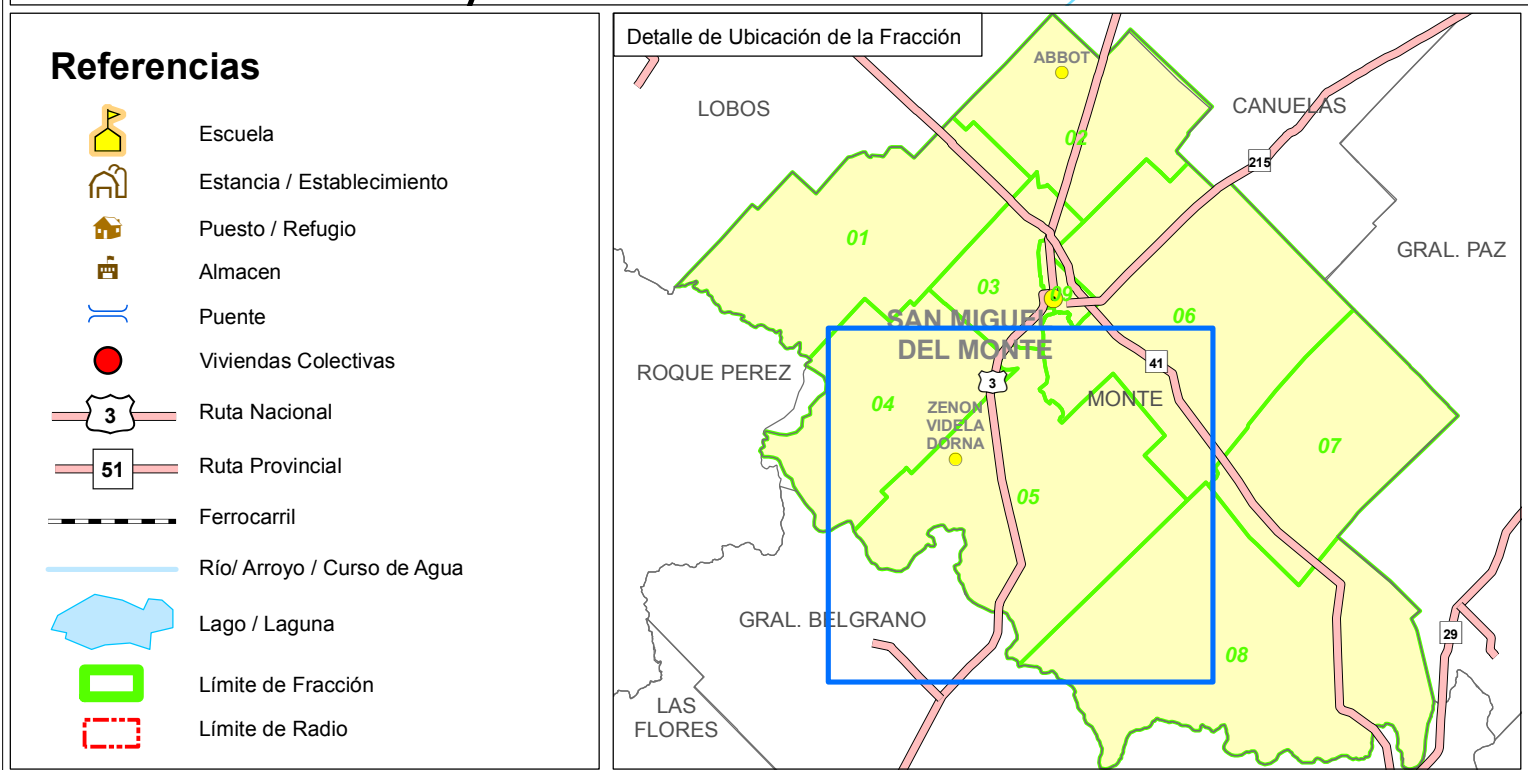 Referencias
Escuela
Estancia / Establecimiento
Puesto / Refugio
Almacen
Puente
Viviendas Colectivas
3
Ruta Nacional
51
Ruta Provincial
Ferrocarril
Río/ Arroyo / Curso de Agua
Lago / Laguna
Límite de Fracción
Límite de Radio
Detalle de Ubicación de la Fracción
ABBOT
LOBOS
CANUELAS
02
215
01
GRAL. PAZ
03
09
06
SAN MIGUEL
DEL MONTE
ROQUE PEREZ
41
3
MONTE
04
ZENON
VIDELA
DORNA
07
05
GRAL. BELGRANO
29
08
LAS
FLORES